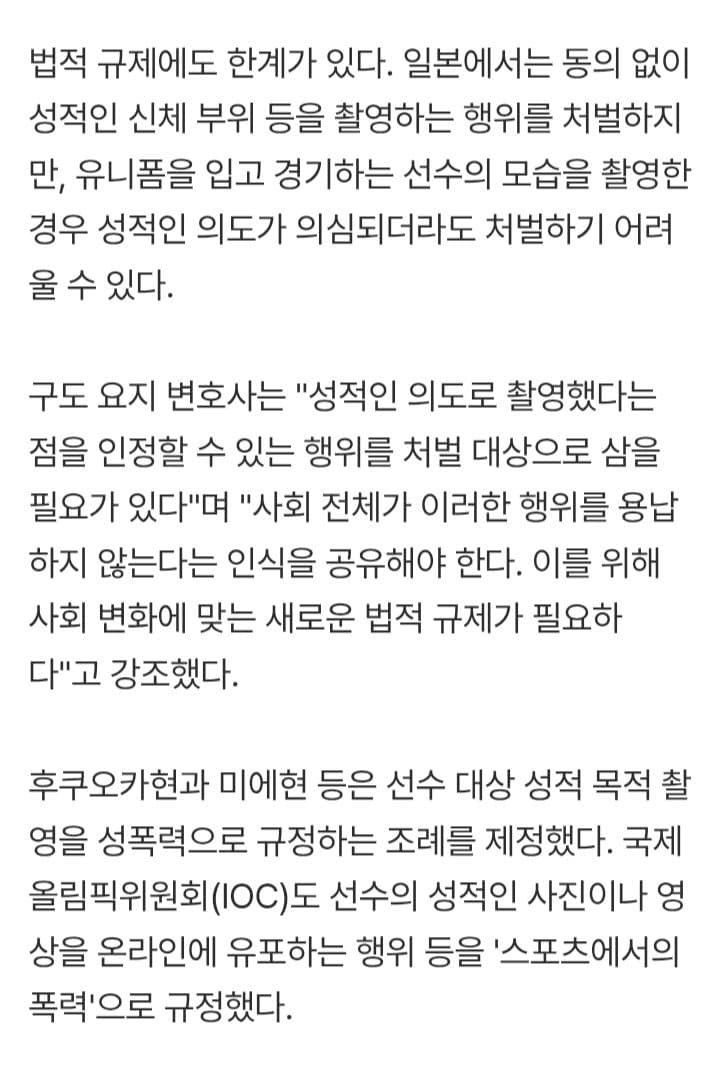 법적 규제에도 한계가 있다. 일본에서는 동의 없이
성적인 신체 부위 등을 촬영하는 행위를 처벌하지
만, 유니폼을 입고 경기하는 선수의 모습을 촬영한
경우 성적인 의도가 의심되더라도 처벌하기 어려
울 수 있다.
구도 요지 변호사는 "성적인 의도로 촬영했다는
점을 인정할 수 있는 행위를 처벌 대상으로 삼을
필요가 있다"며 "사회 전체가 이러한 행위를 용납
하지 않는다는 인식을 공유해야 한다. 이를 위해
사회 변화에 맞는 새로운 법적 규제가 필요하
다"고 강조했다.
후쿠오카현과 미에현 등은 선수 대상 성적 목적 촬
영을 성폭력으로 규정하는 조례를 제정했다. 국제
올림픽위원회(IOC)도 선수의 성적인 사진이나 영
상을 온라인에 유포하는 행위 등을 '스포츠에서의
폭력'으로 규정했다.